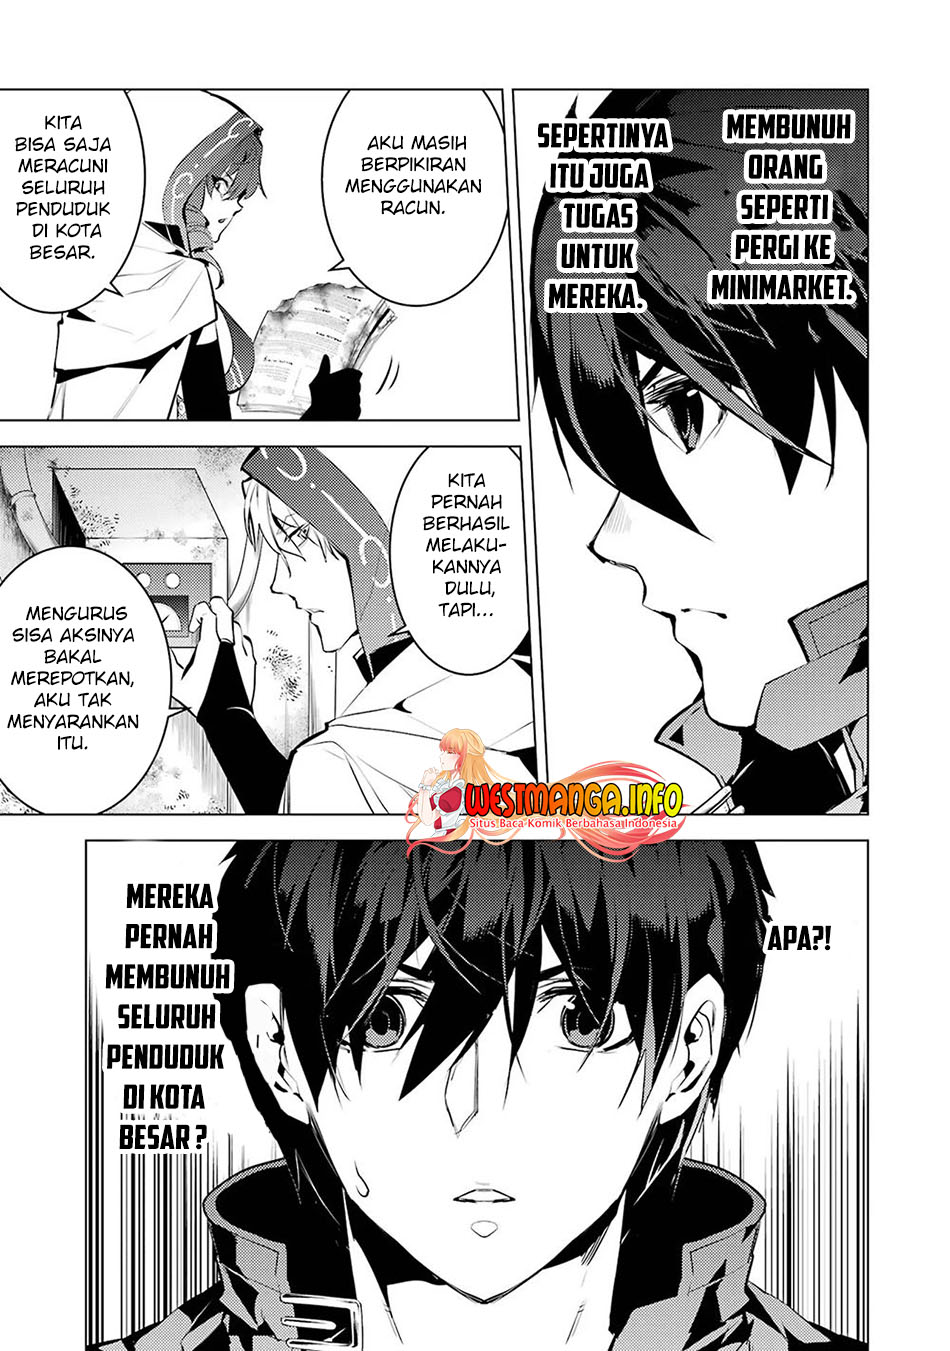 MEMBUNUH
ORANG
SEPERTI
PERGI KE
MINIMARKET.
SEPERTINYA
ITU JUGA
TUGAS
UNTUK
MEREKA.
AKU MASIH
BERPIKIRAN
MENGGUNAKAN
RACUN.
KITA
BISA SAJA
MERACUNI
SELURUH
PENDUDUK
DI KOTA
BESAR.
KITA
PERNAH
BERHASIL
MELAKU-
KANNYA
DULU,
TAPI...
MENGURUS
SISA AKSINYA
BAKAL
MEREPOTKAN,
AKU TAK
MENYARANKAN
ITU.
WESTMANGA.INFO
Situs Baca Komik Berbahasa Indonesia
APA?!
MEREKA
PERNAH
MEMBUNUH
SELURUH
PENDUDUK
DI KOTA
BESAR ?